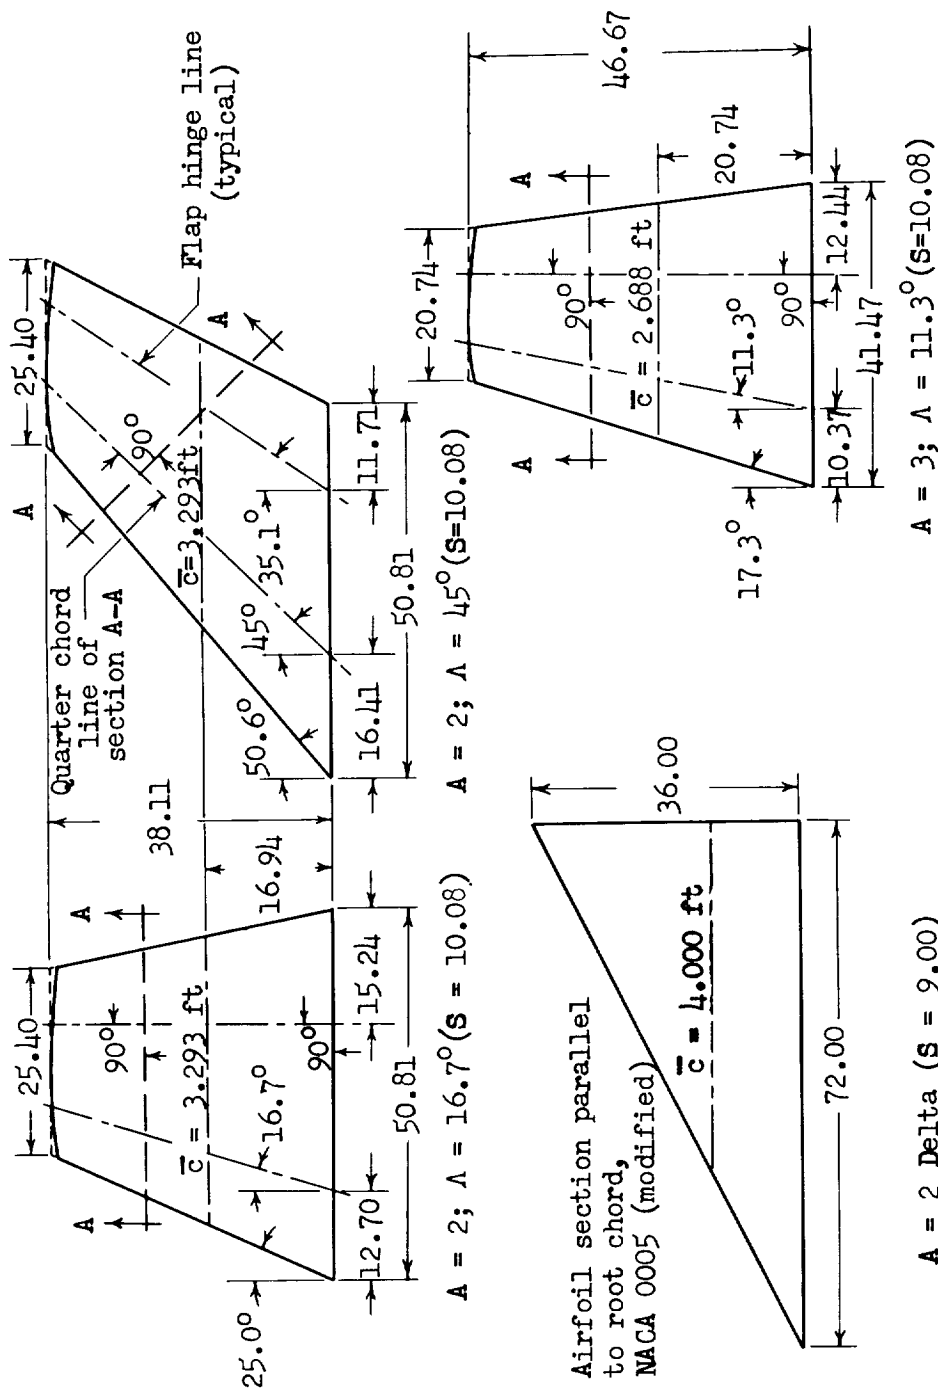 25.40
A
A
90°
c̄ = 3.293 ft
16.7°
90°
25.0°
12.70
15.24
50.81
16.94
38.11
A = 2; Λ = 16.7° (S = 10.08)
Quarter chord
line of
section A-A
25.40
A
A
90°
c̄=3.293ft
Flap hinge line
(typical)
50.6°
45°
35.1°
16.41
11.71
50.81
A = 2; Λ = 45° (S=10.08)
Airfoil section parallel
to root chord,
NACA 0005 (modified)
c̄ = 4.000 ft
36.00
72.00
A = 2 Delta (S = 9.00)
20.74
A
A
90°
c̄ = 2.688 ft
11.3°
90°
17.3°
10.37
12.44
41.47
20.74
46.67
A = 3; Λ = 11.3° (S=10.08)